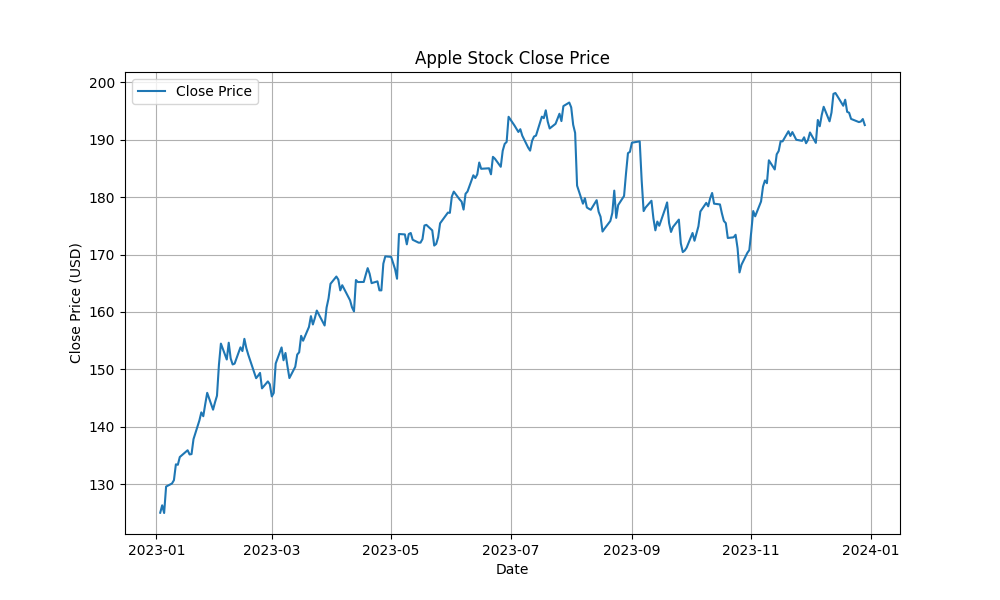 Apple Stock Close Price
Close Price
200
190
180
170
160
150
140
130
Close Price (USD)
2023-01 2023-03 2023-05 2023-07 2023-09 2023-11 2024-01
Date